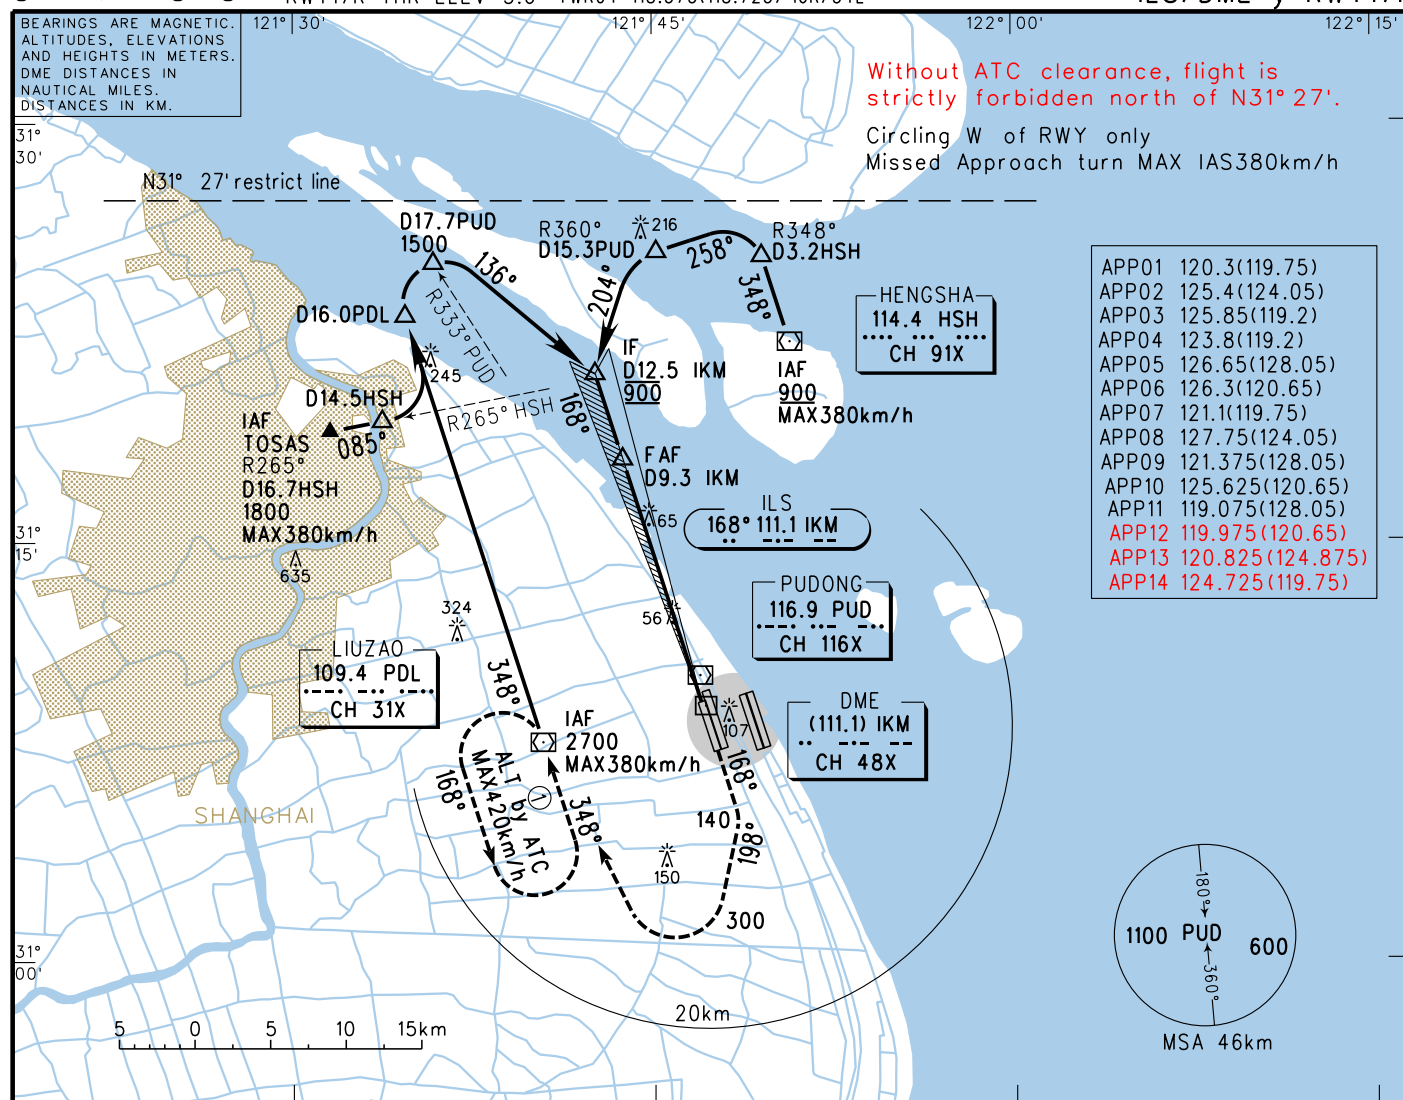 BEARINGS ARE MAGNETIC.
ALTITUDES, ELEVATIONS
AND HEIGHTS IN METERS.
DME DISTANCES IN
NAUTICAL MILES.
DISTANCES IN KM.
121° 30'
121° 45'
122° 00'
122° 15'
Without ATC clearance, flight is
strictly forbidden north of N31° 27'.
Circling W of RWY only
Missed Approach turn MAX IAS380km/h
31°
30'
N31° 27' restrict line
D17.7PUD
1500
136°
R360°
D15.3PUD
216
258°
R348°
D3.2HSH
204°
348°
D16.0PDL
R333° PUD
245
HENGSHA
114.4 HSH
CH 91X
IF
D12.5 IKM
900
IAF
900
MAX380km/h
168°
D14.5HSH
R265° HSH
085°
IAF
TOSAS
R265°
D16.7HSH
1800
MAX380km/h
FAF
D9.3 IKM
APP01 120.3(119.75)
APP02 125.4(124.05)
APP03 125.85(119.2)
APP04 123.8(119.2)
APP05 126.65(128.05)
APP06 126.3(120.65)
APP07 121.1(119.75)
APP08 127.75(124.05)
APP09 121.375(128.05)
APP10 125.625(120.65)
APP11 119.075(128.05)
APP12 119.975(120.65)
APP13 120.825(124.875)
APP14 124.725(119.75)
ILS
168° 111.1 IKM
65
31°
15'
635
324
567
PUDONG
116.9 PUD
CH 116X
LIUZAO
109.4 PDL
CH 31X
348°
IAF
2700
MAX380km/h
107
DME
(111.1) IKM
CH 48X
168°
ALT by ATC
MAX420km/h
1
348°
168°
140
198°
150
300
SHANGHAI
31°
00'
20km
5 0 5 10 15km
180°
1100 PUD 600
360°
MSA 46km